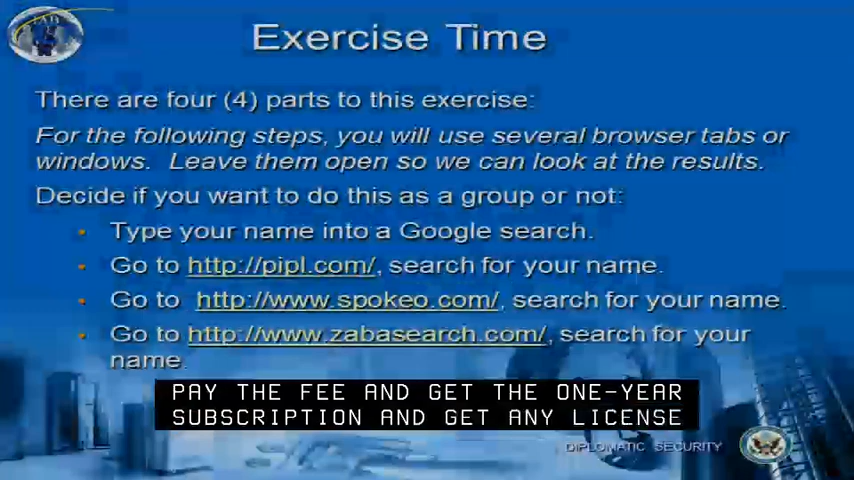 Exercise Time
There are four (4) parts to this exercise:
For the following steps, you will use several browser tabs or
windows. Leave them open so we can look at the results.
Decide if you want to do this as a group or not:
• Type your name into a Google search.
• Go to http://pipl.com/, search for your name.
• Go to http://www.spokeo.com/, search for your name.
• Go to http://www.zabasearch.com/, search for your
name.
PAY THE FEE AND GET THE ONE-YEAR
SUBSCRIPTION AND GET ANY LICENSE
DIPLOMATIC SECURITY